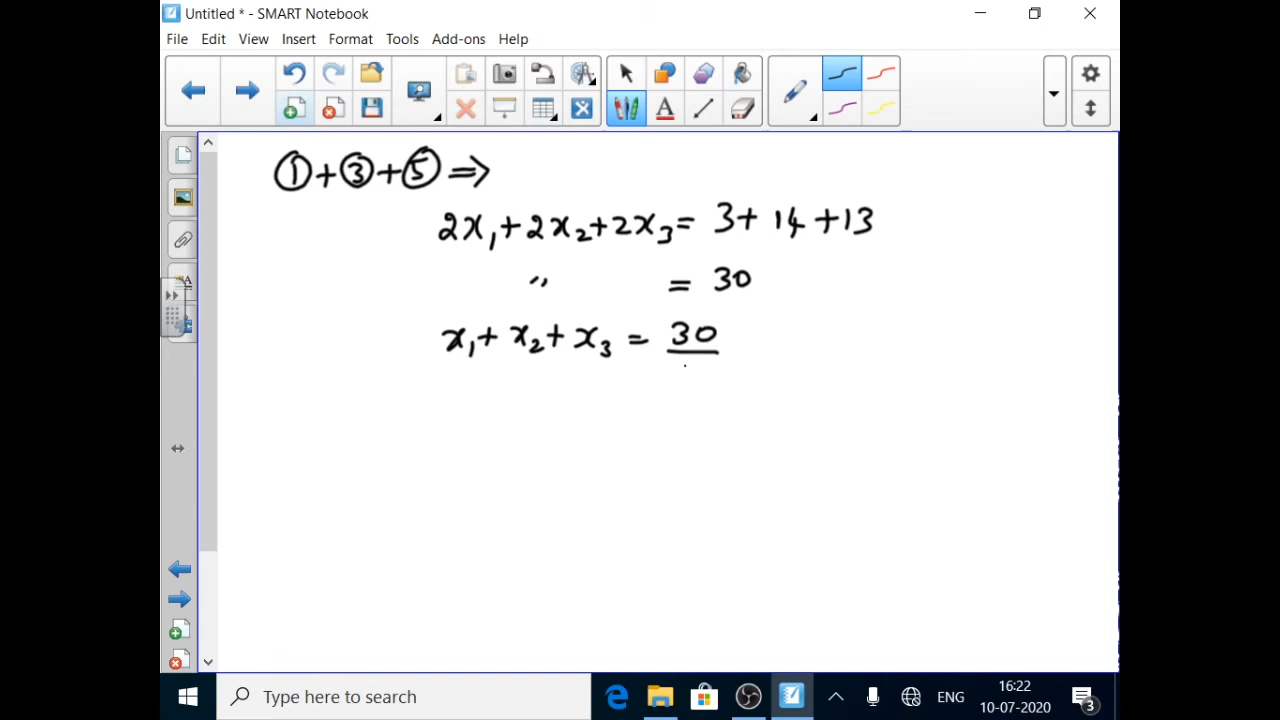 Untitled * - SMART Notebook
File Edit View Insert Format Tools Add-ons Help
①+③+⑤ ⇒
2x₁+2x₂+2x₃= 3+ 14 +13
〃 = 30
x₁+ x₂+ x₃ = 30
Type here to search
ENG
16:22
10-07-2020
3